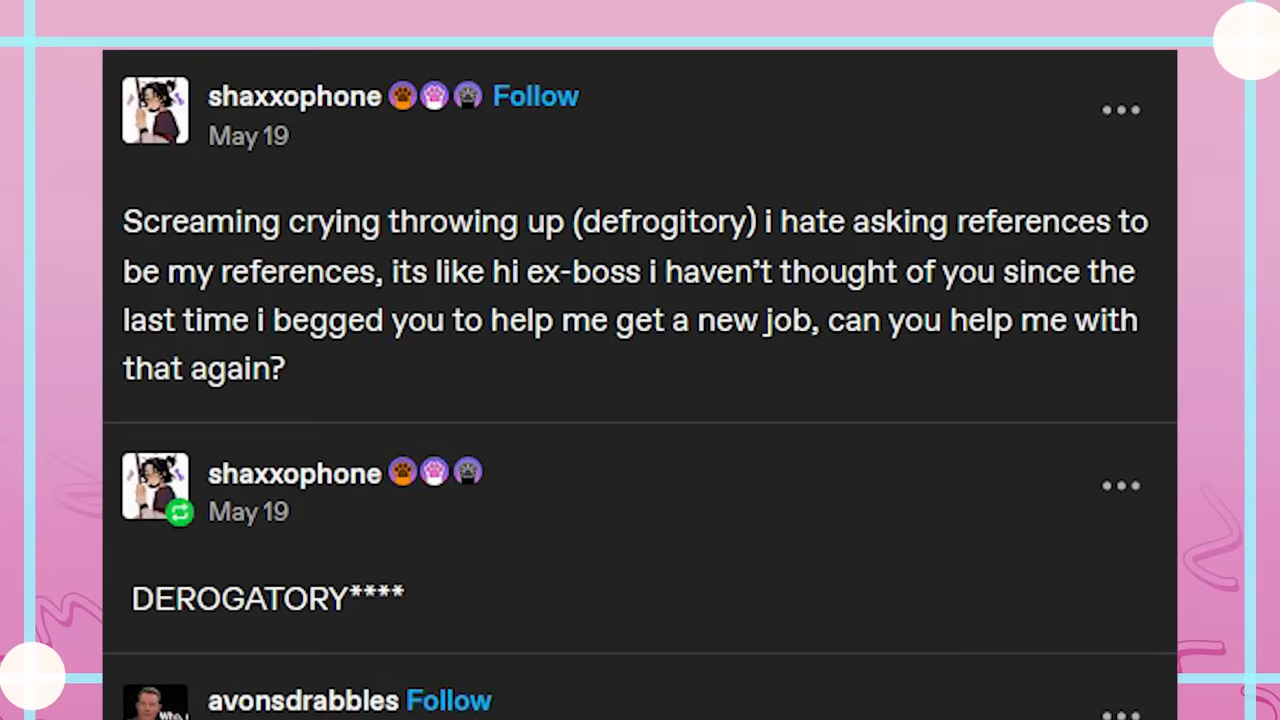 shaxxophone Follow
May 19
Screaming crying throwing up (defrogitory) i hate asking references to
be my references, its like hi ex-boss i haven’t thought of you since the
last time i begged you to help me get a new job, can you help me with
that again?
shaxxophone
May 19
DEROGATORY****
avonsdrabbles Follow